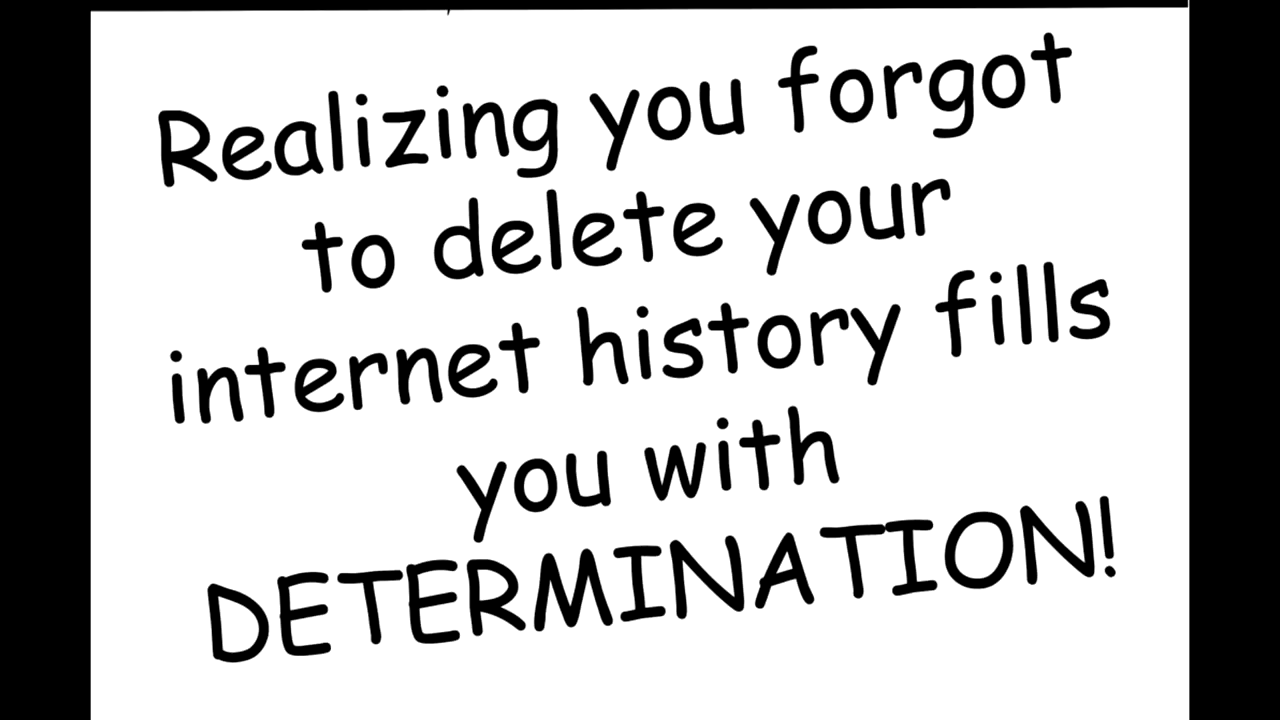 Realizing you forgot
to delete your
internet history fills
you with
DETERMINATION!